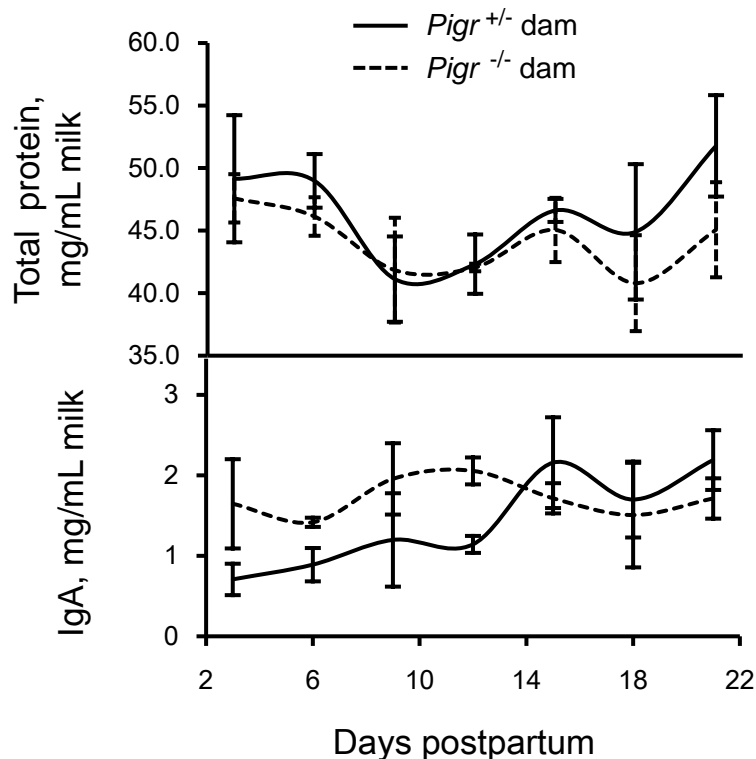 Pigr +/- dam
Pigr -/- dam
Total protein,
mg/mL milk
60.0
55.0
50.0
45.0
40.0
35.0
IgA, mg/mL milk
3
2
1
0
2 6 10 14 18 22
Days postpartum